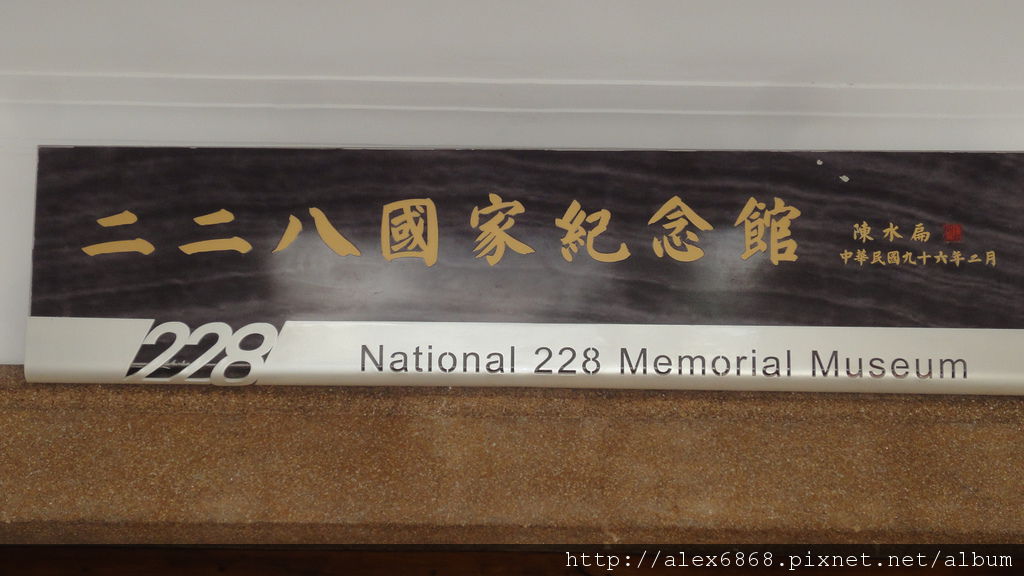 二二八國家紀念館
陳水扁
中華民國九十六年二月
228
National 228 Memorial Museum
http://alex6868.pixnet.net/album